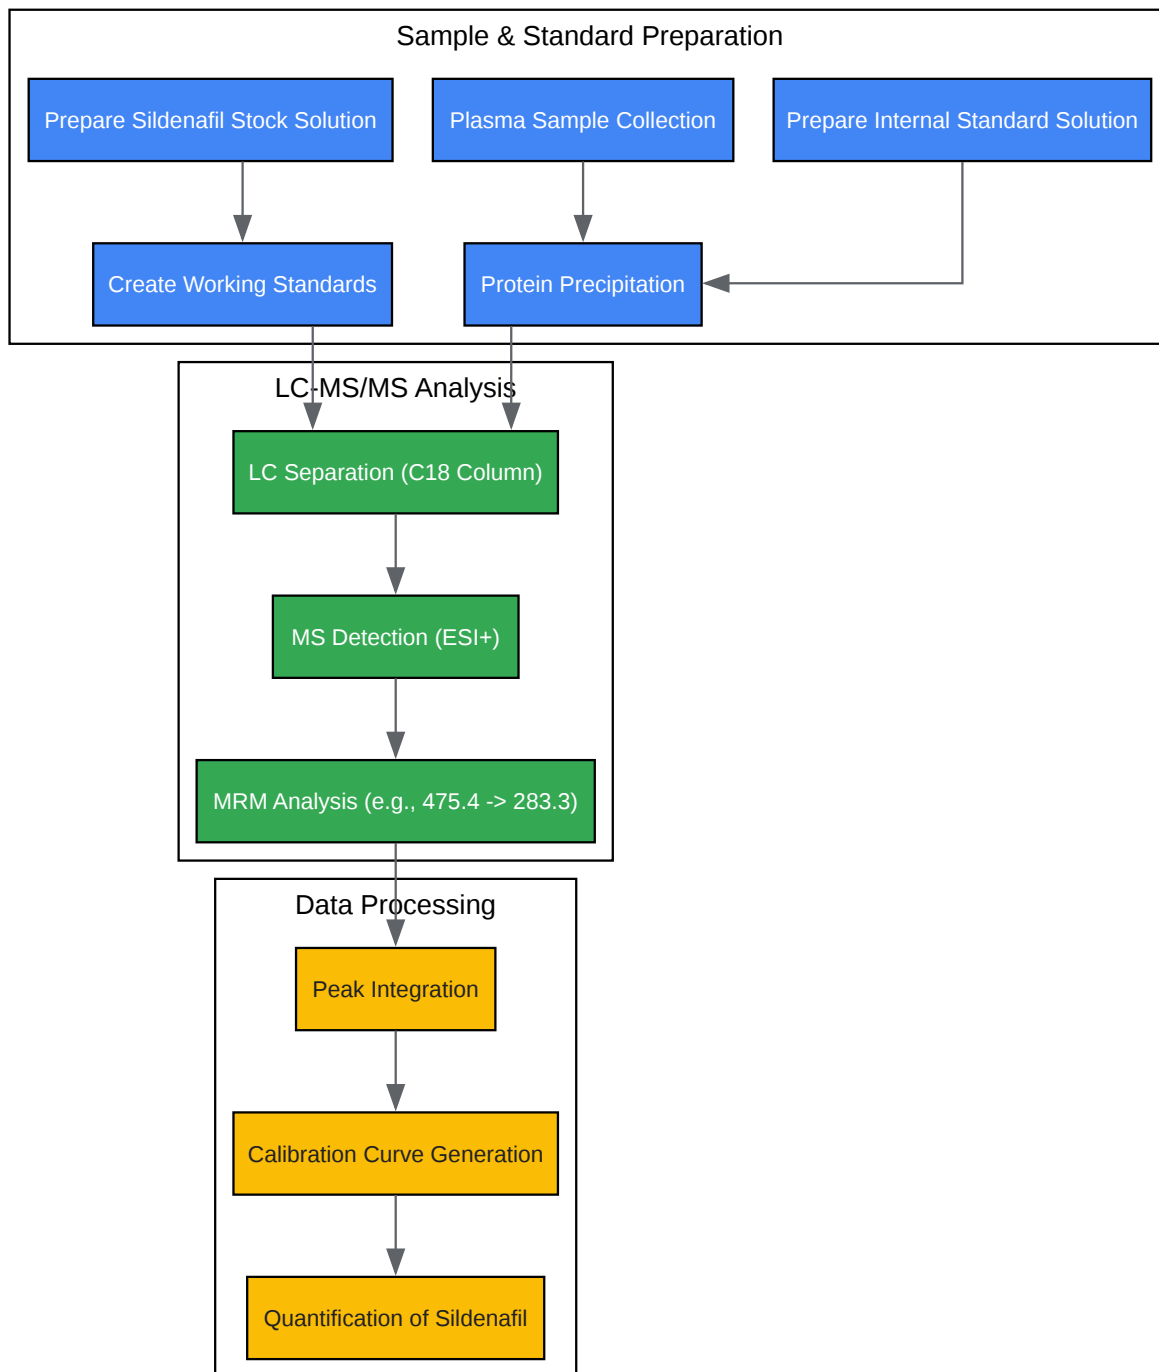 Sample & Standard Preparation
Prepare Sildenafil Stock Solution
Plasma Sample Collection
Prepare Internal Standard Solution
Create Working Standards
Protein Precipitation
LC-MS/MS Analysis
LC Separation (C18 Column)
MS Detection (ESI+)
MRM Analysis (e.g., 475.4 -> 283.3)
Data Processing
Peak Integration
Calibration Curve Generation
Quantification of Sildenafil